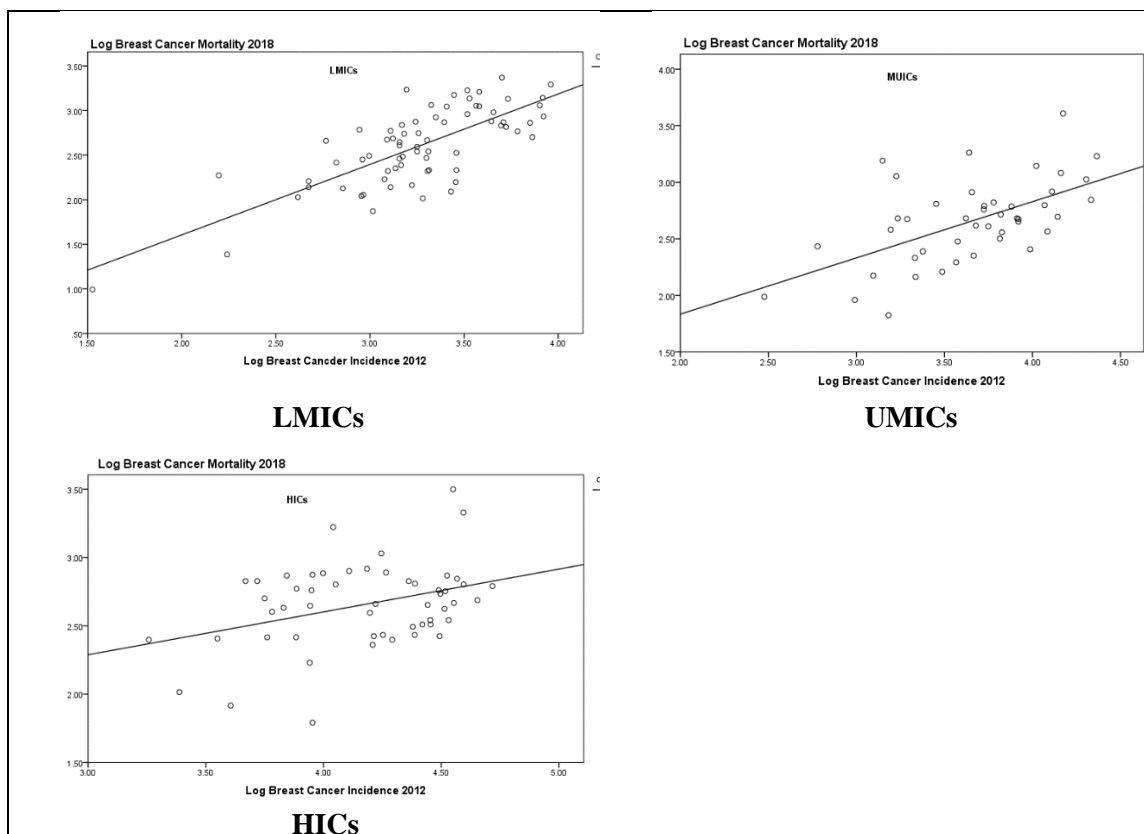 Log Breast Cancer Mortality 2018
LMICs
3.50
3.00
2.50
2.00
1.50
1.00
.50
1.50 2.00 2.50 3.00 3.50 4.00
Log Breast Cancder Incidence 2012
LMICs
Log Breast Cancer Mortality 2018
MUICs
4.00
3.50
3.00
2.50
2.00
1.50
2.00 2.50 3.00 3.50 4.00 4.50
Log Breast Cancer Incidence 2012
UMICs
Log Breast Cancer Mortality 2018
HICs
3.50
3.00
2.50
2.00
1.50
3.00 3.50 4.00 4.50 5.00
Log Breast Cancer Incidence 2012
HICs